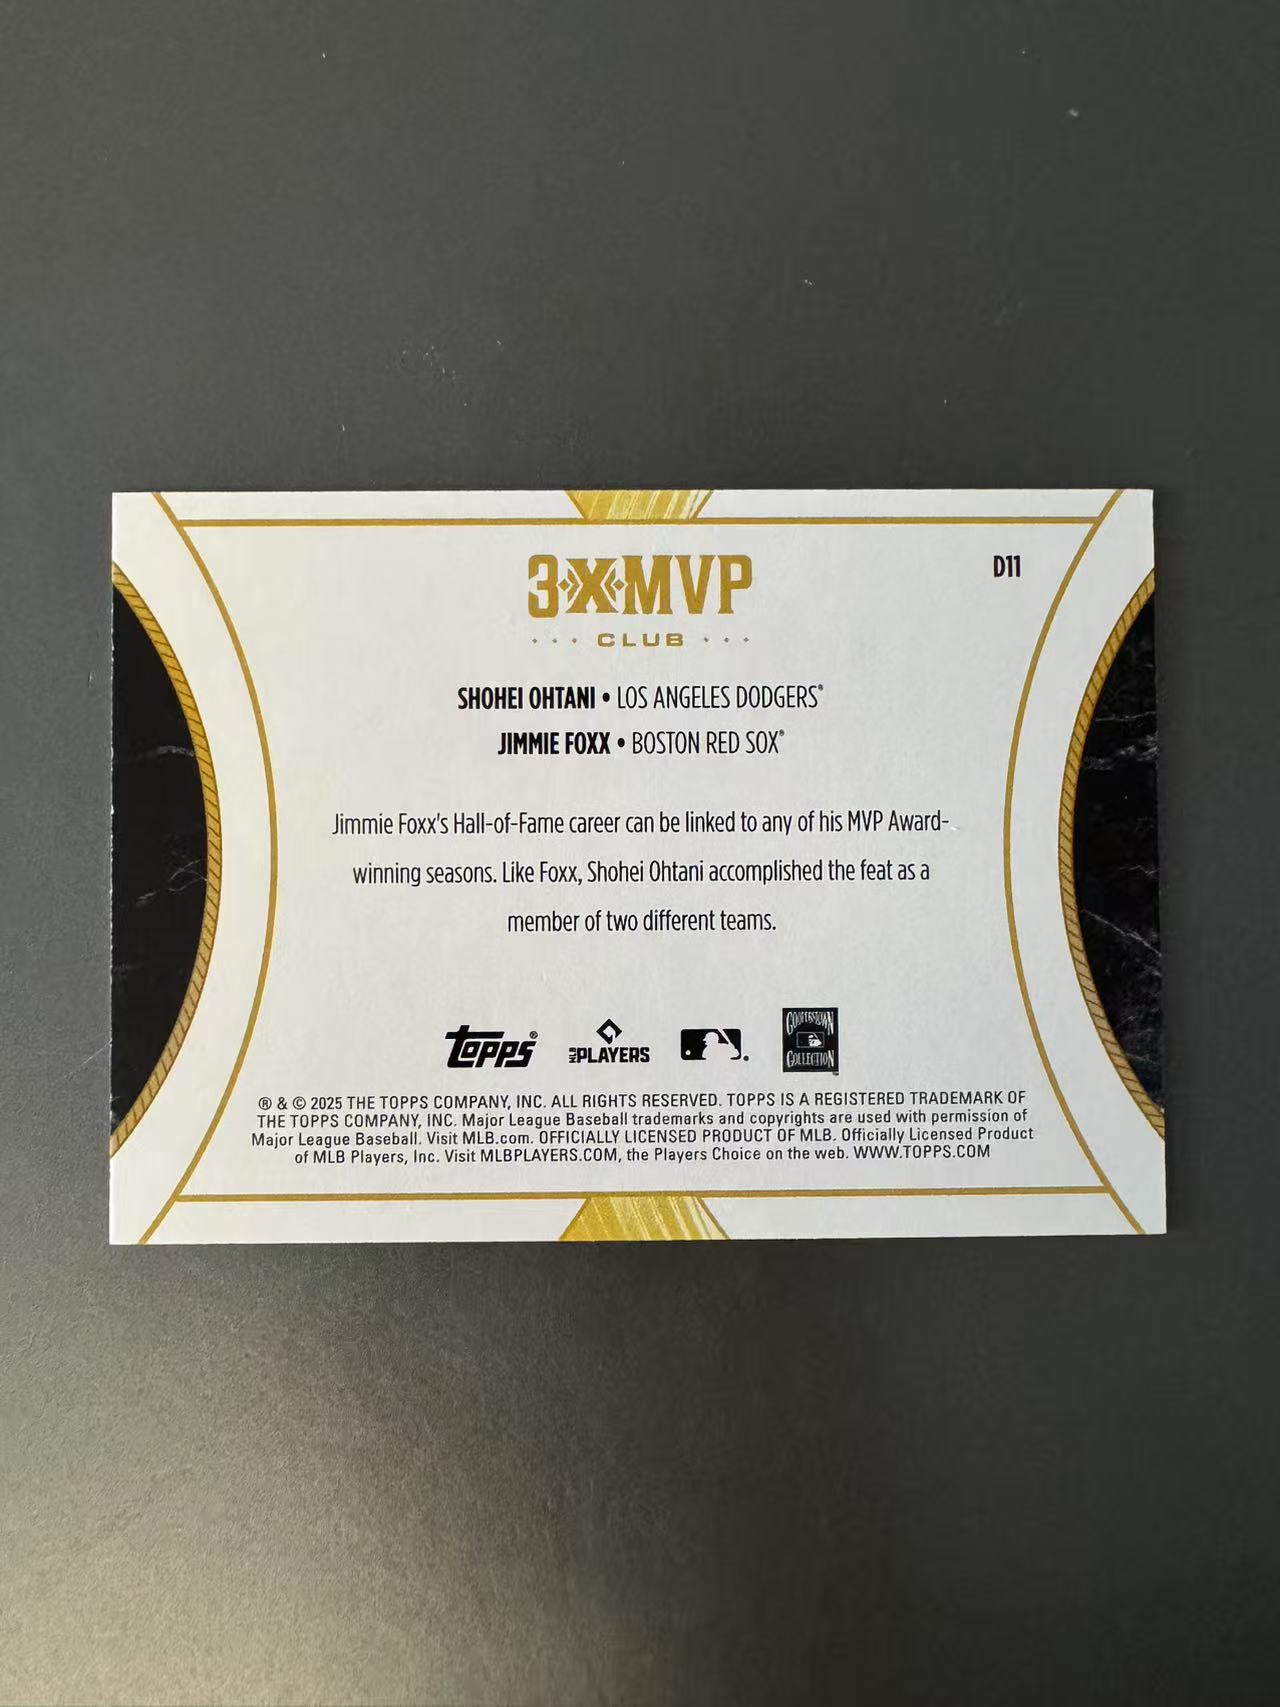 3XMVP
D11
CLUB
SHOHEI OHTANI • LOS ANGELES DODGERS®
JIMMIE FOXX • BOSTON RED SOX®
Jimmie Foxx's Hall-of-Fame career can be linked to any of his MVP Award-
winning seasons. Like Foxx, Shohei Ohtani accomplished the feat as a
member of two different teams.
topps® MLB PLAYERS COOPERSTOWN COLLECTION
® & © 2025 THE TOPPS COMPANY, INC. ALL RIGHTS RESERVED. TOPPS IS A REGISTERED TRADEMARK OF
THE TOPPS COMPANY, INC. Major League Baseball trademarks and copyrights are used with permission of
Major League Baseball. Visit MLB.com. OFFICIALLY LICENSED PRODUCT OF MLB. Officially Licensed Product
of MLB Players, Inc. Visit MLBPLAYERS.COM, the Players Choice on the web. WWW.TOPPS.COM